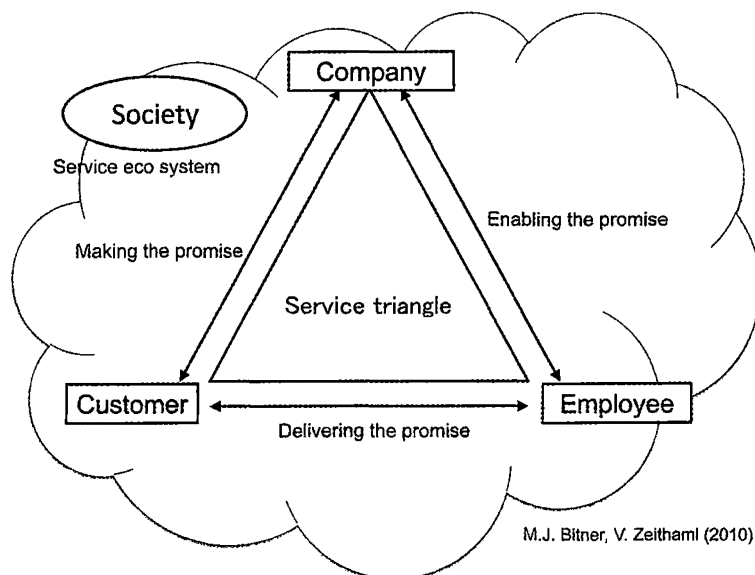 Company
Society
Service eco system
Enabling the promise
Making the promise
Service triangle
Customer
Employee
Delivering the promise
M.J. Bitner, V. Zeithaml (2010)